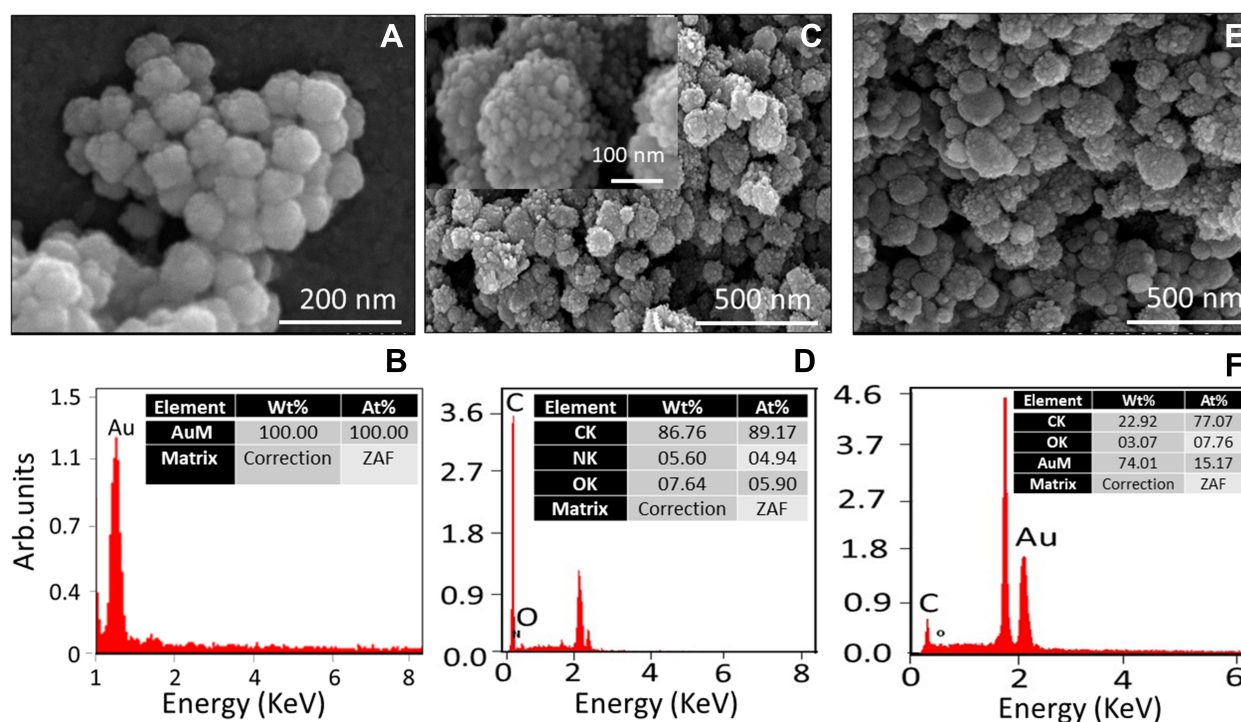 A
200 nm
C
100 nm
500 nm
E
500 nm
B
Arb.units
1.5
1.1
0.7
0.4
0
Au
Element Wt% At%
AuM 100.00 100.00
Matrix Correction ZAF
1 2 4 6 8
Energy (KeV)
D
3.6
2.7
1.8
0.9
0.0
C
N
O
Element Wt% At%
CK 86.76 89.17
NK 05.60 04.94
OK 07.64 05.90
Matrix Correction ZAF
0 2 4 6 8
Energy (KeV)
F
4.6
3.7
2.7
1.8
0.9
0.0
C
O
Au
Element Wt% At%
CK 22.92 77.07
OK 03.07 07.76
AuM 74.01 15.17
Matrix Correction ZAF
0 2 4 6
Energy (KeV)